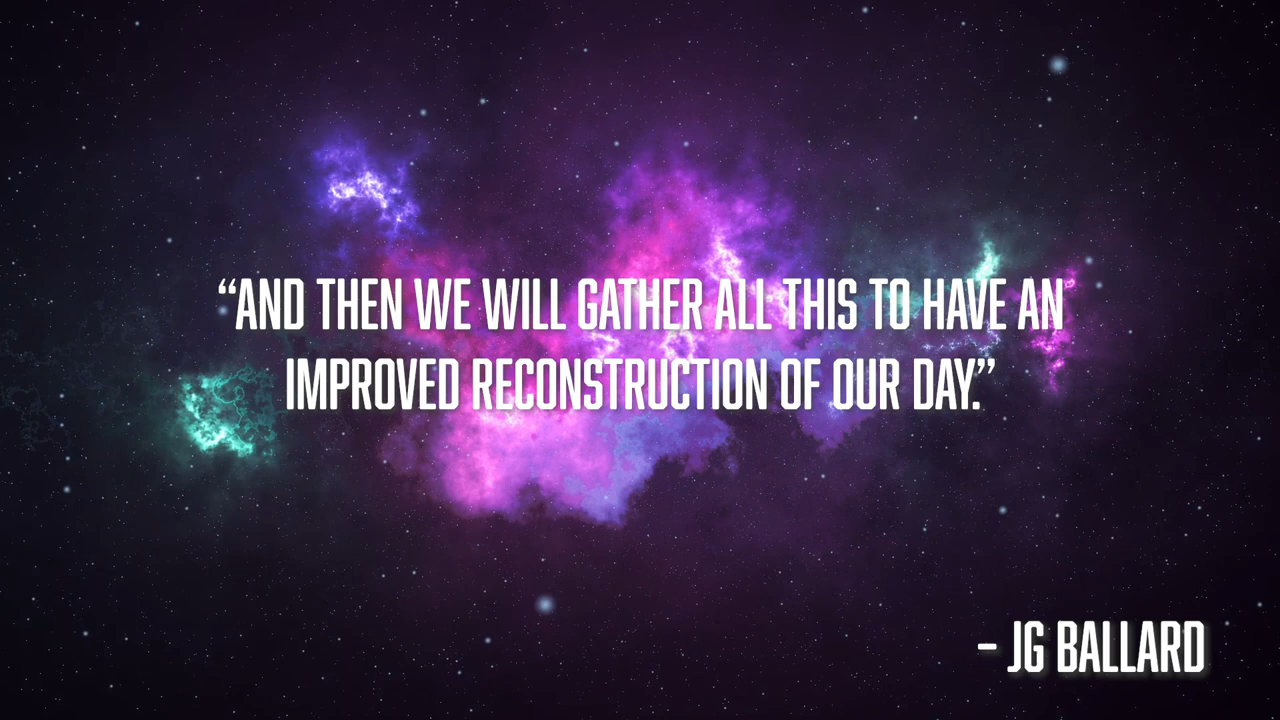 “AND THEN WE WILL GATHER ALL THIS TO HAVE AN
IMPROVED RECONSTRUCTION OF OUR DAY.”
– JG BALLARD